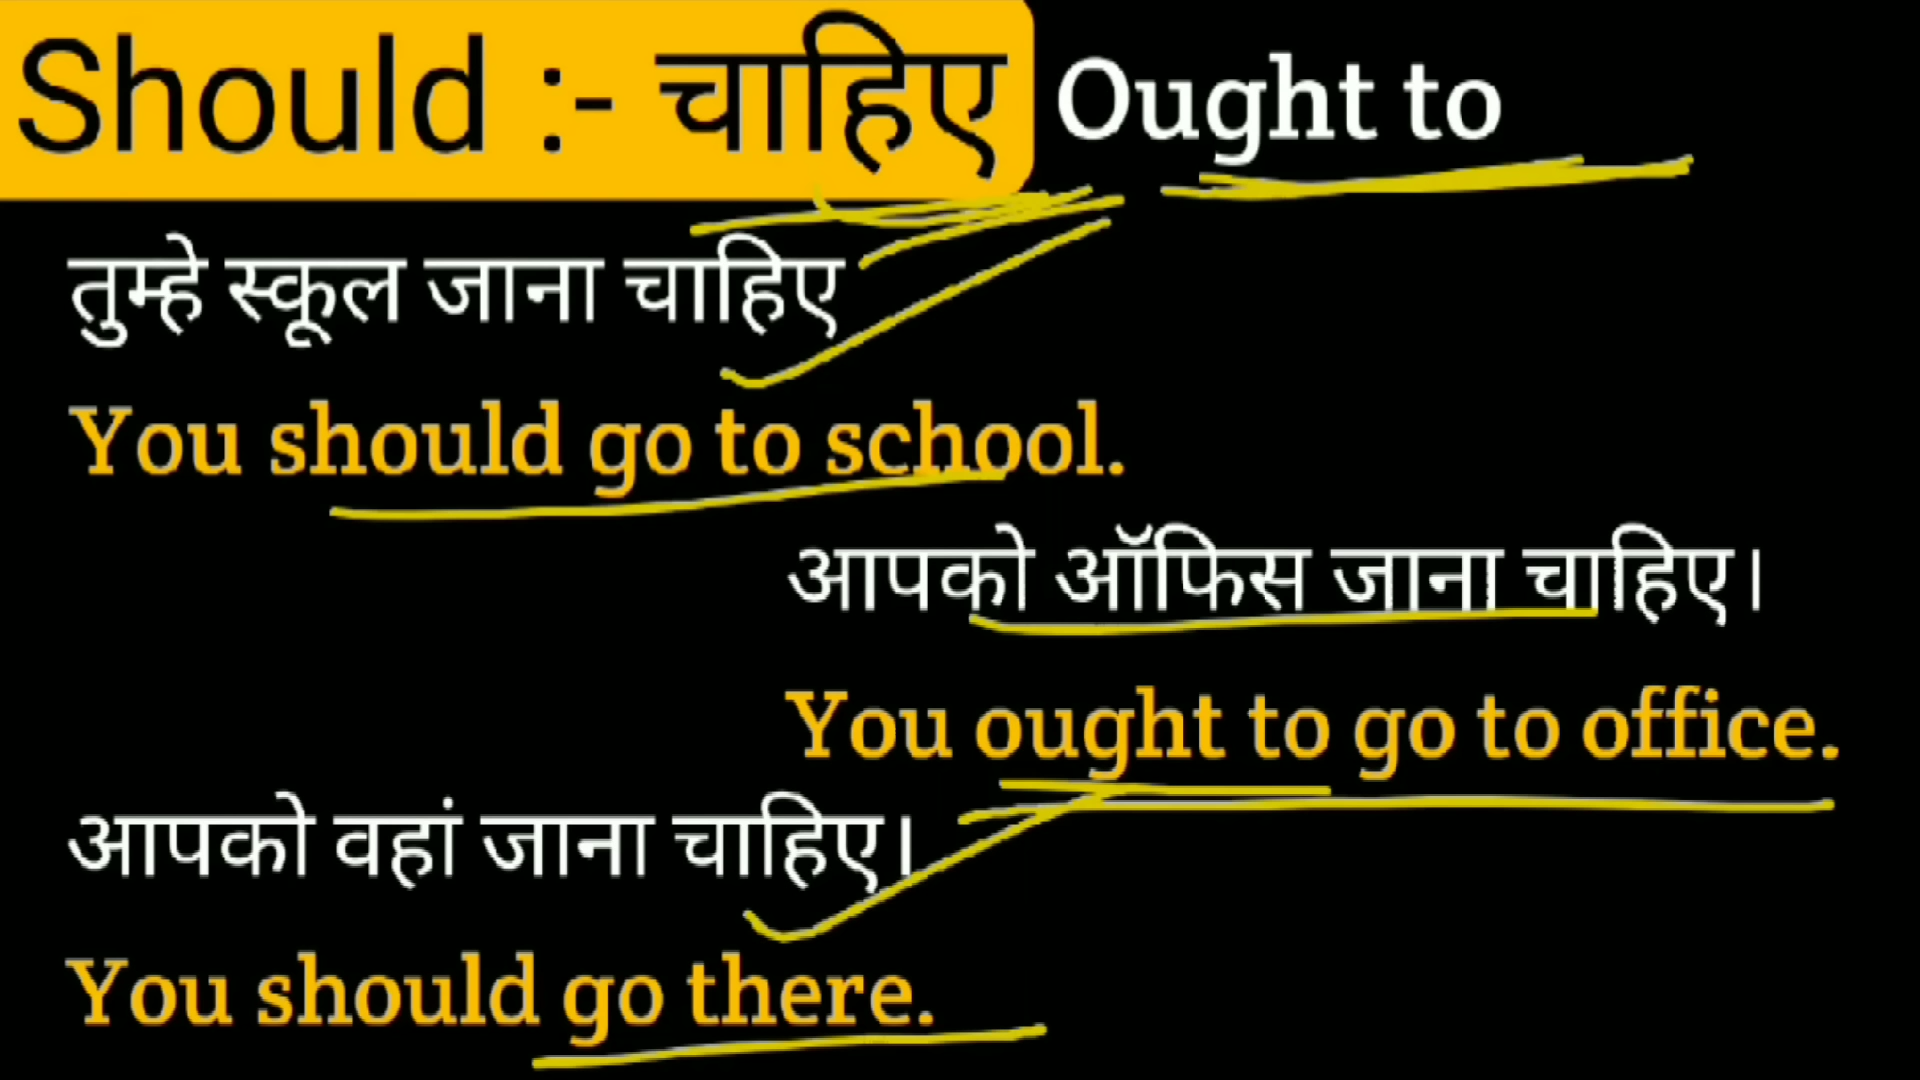 Should :- चाहिए Ought to
तुम्हे स्कूल जाना चाहिए
You should go to school.
आपको ऑफिस जाना चाहिए।
You ought to go to office.
आपको वहां जाना चाहिए।
You should go there.